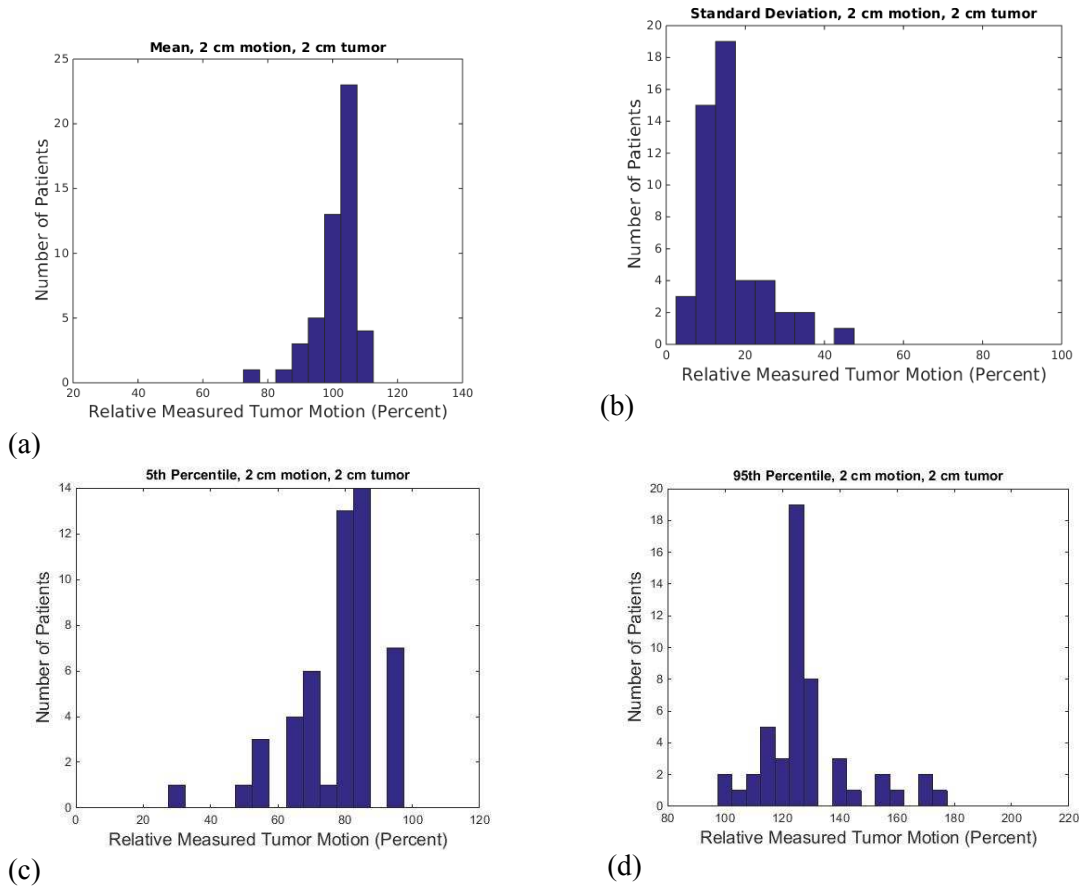 Mean, 2 cm motion, 2 cm tumor
25
20
15
10
5
0
20 40 60 80 100 120 140
Number of Patients
Relative Measured Tumor Motion (Percent)
(a)
Standard Deviation, 2 cm motion, 2 cm tumor
20
18
16
14
12
10
8
6
4
2
0
0 20 40 60 80 100
Number of Patients
Relative Measured Tumor Motion (Percent)
(b)
5th Percentile, 2 cm motion, 2 cm tumor
14
12
10
8
6
4
2
0
0 20 40 60 80 100 120
Number of Patients
Relative Measured Tumor Motion (Percent)
(c)
95th Percentile, 2 cm motion, 2 cm tumor
20
18
16
14
12
10
8
6
4
2
0
80 100 120 140 160 180 200 220
Number of Patients
Relative Measured Tumor Motion (Percent)
(d)